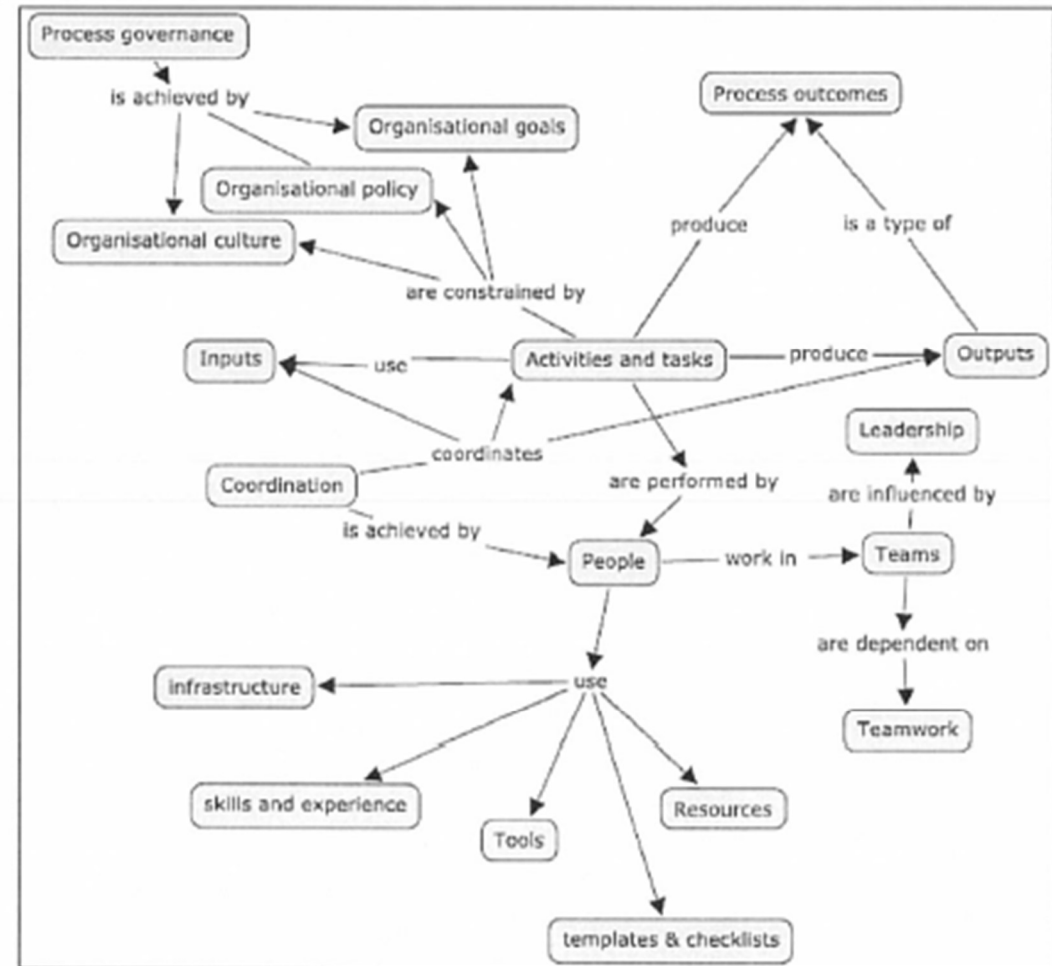 Process governance
Process outcomes
is achieved by
Organisational goals
Organisational policy
produce
is a type of
Organisational culture
are constrained by
Inputs
use
Activities and tasks
produce
Outputs
Leadership
coordinates
Coordination
are performed by
are influenced by
is achieved by
People
work in
Teams
are dependent on
infrastructure
use
Teamwork
skills and experience
Resources
Tools
templates & checklists